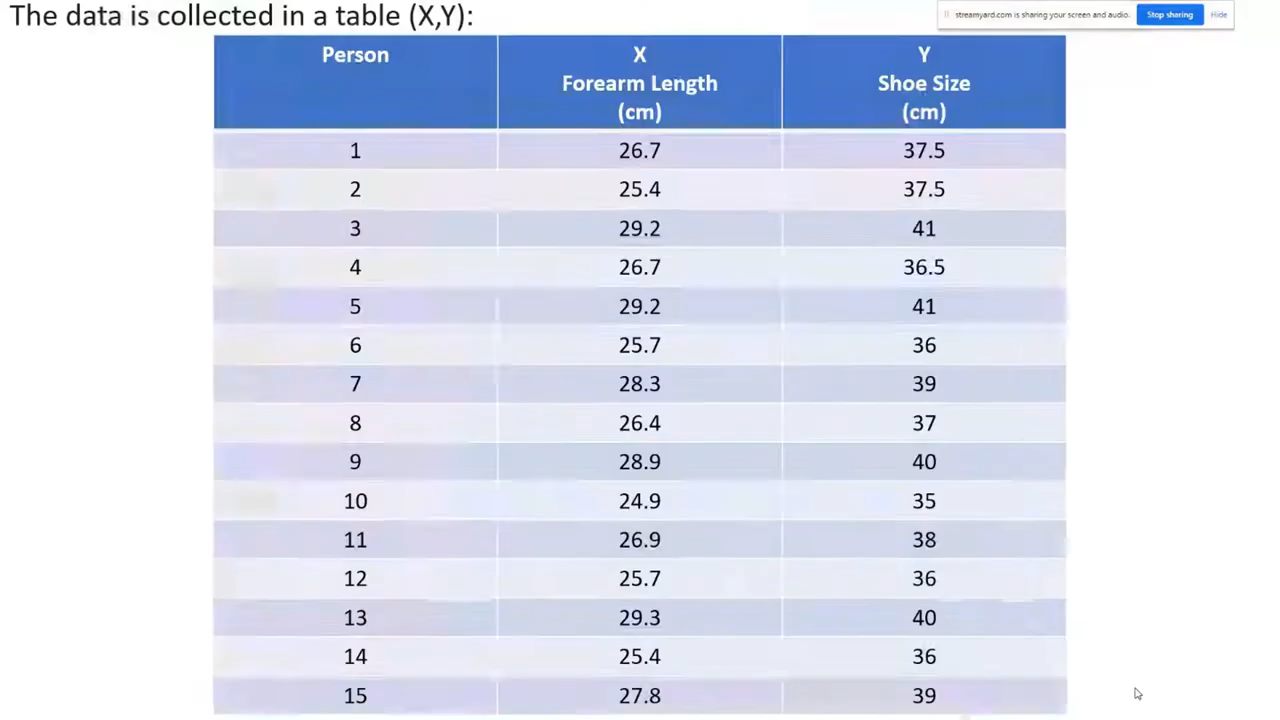 The data is collected in a table (X,Y):
streamyard.com is sharing your screen and audio. Stop sharing Hide
Person X Y
Forearm Length Shoe Size
(cm) (cm)
1 26.7 37.5
2 25.4 37.5
3 29.2 41
4 26.7 36.5
5 29.2 41
6 25.7 36
7 28.3 39
8 26.4 37
9 28.9 40
10 24.9 35
11 26.9 38
12 25.7 36
13 29.3 40
14 25.4 36
15 27.8 39